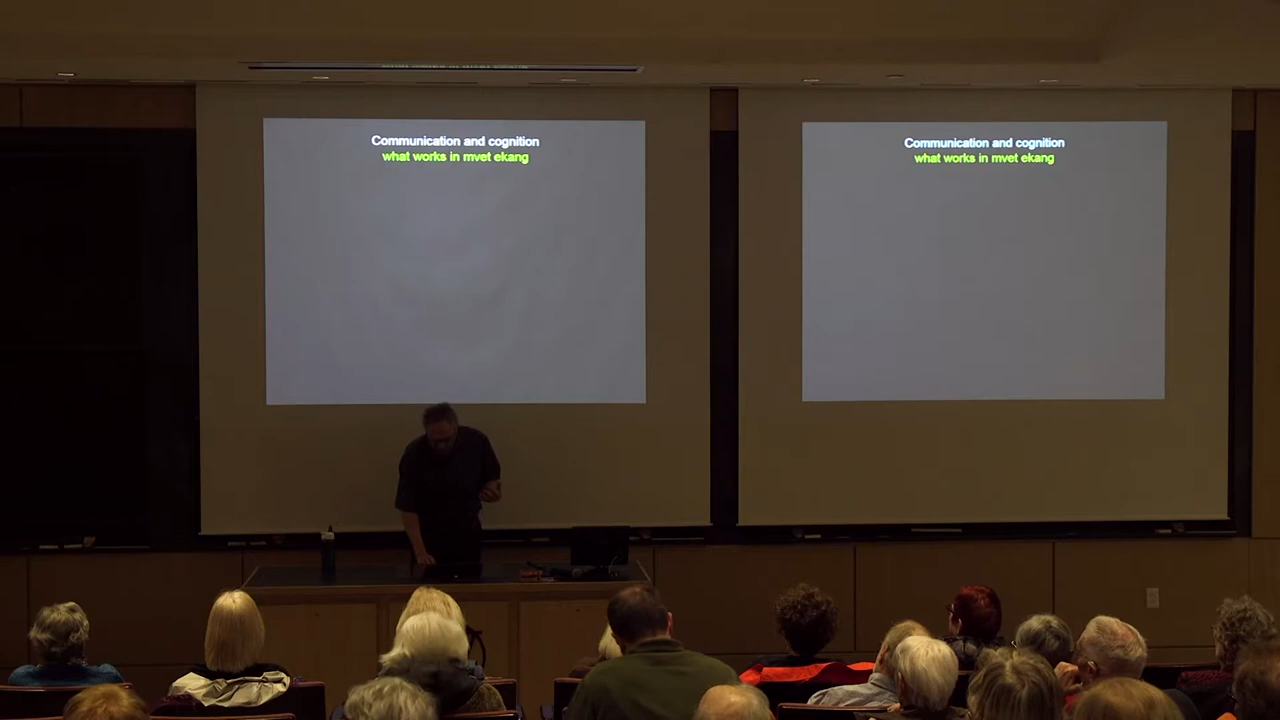 Communication and cognition
what works in mvet ekang
Communication and cognition
what works in mvet ekang